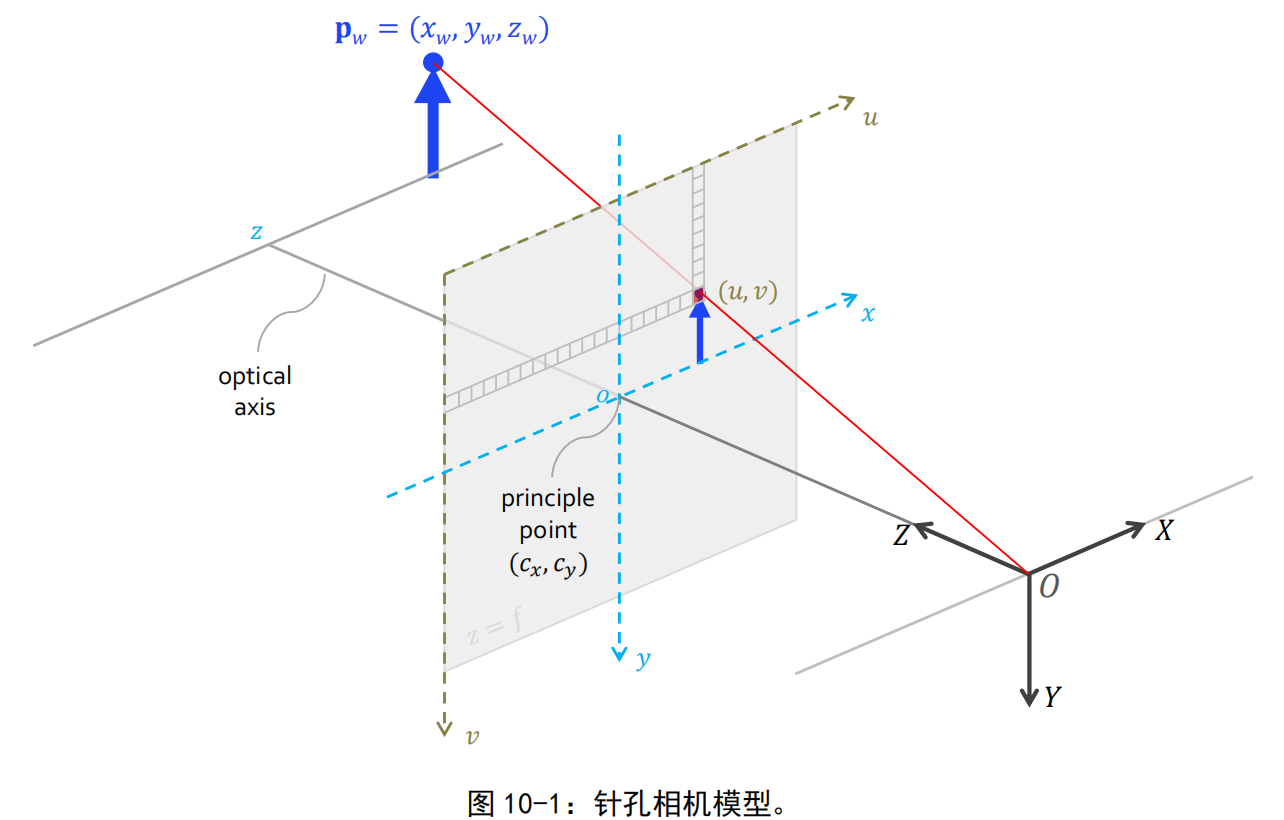 p_w = (x_w, y_w, z_w)
u
z
(u, v)
x
optical
axis
o
principle
point
(c_x, c_y)
Z
X
O
z = f
y
Y
v
图 10-1：针孔相机模型。